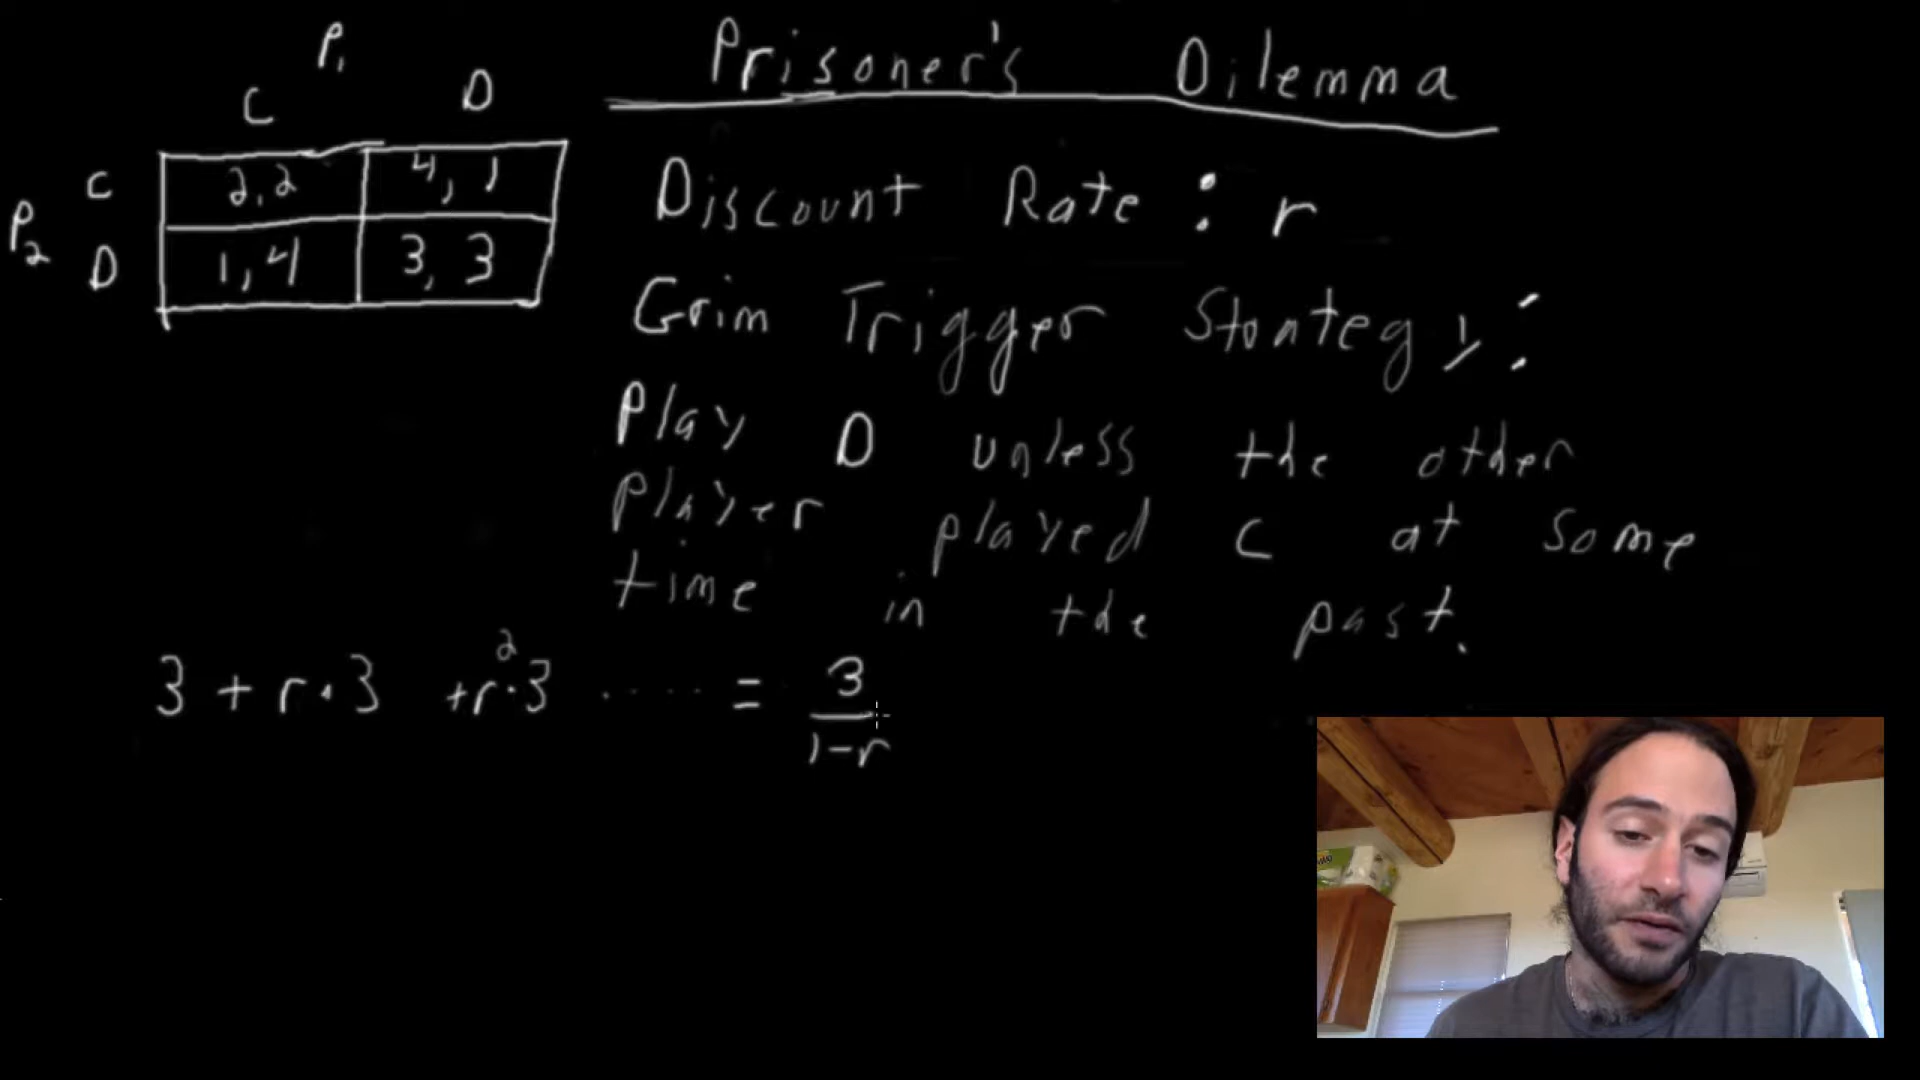 Prisoner's Dilemma
P1
C D
C 2,2 4,1
P2
D 1,4 3,3
Discount Rate : r
Grim Trigger Stontegy :
Play D unless the other
player played C at some
time in the past.
3 + r·3 +r²·3 ..... = 3/1-r